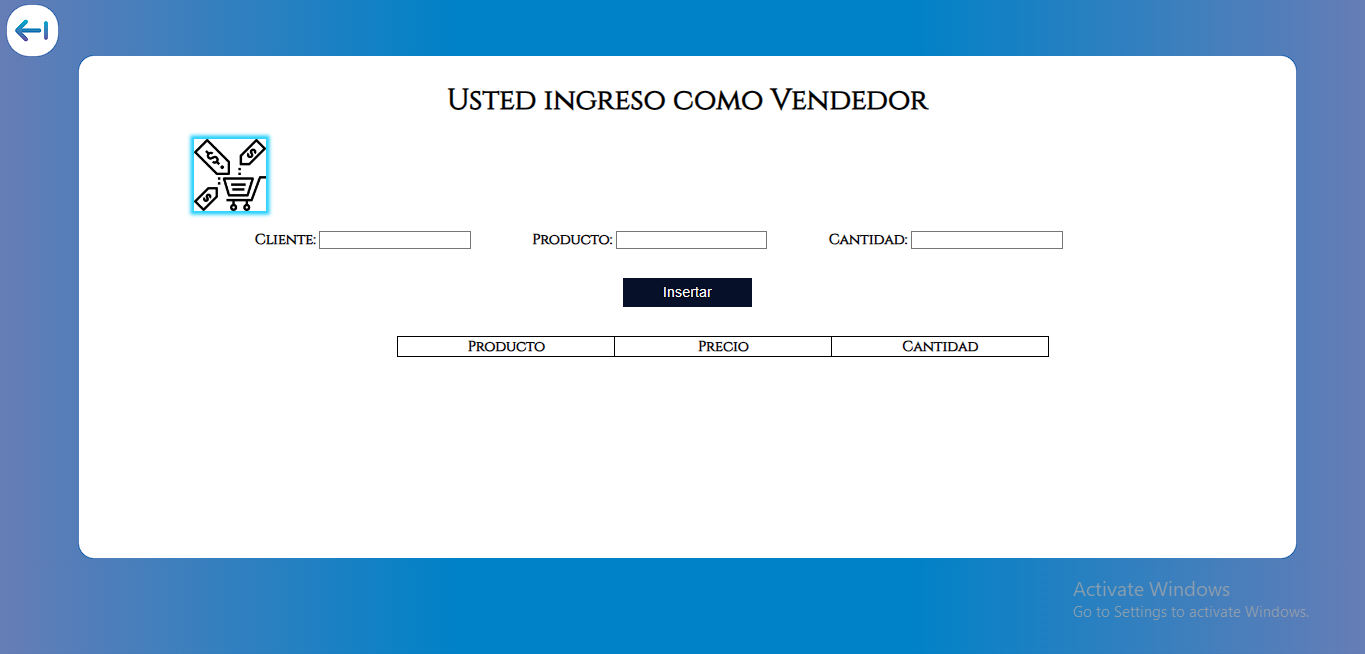 Usted ingreso como Vendedor
$ $
$
Cliente: Producto: Cantidad:
Insertar
Producto Precio Cantidad
Activate Windows
Go to Settings to activate Windows.